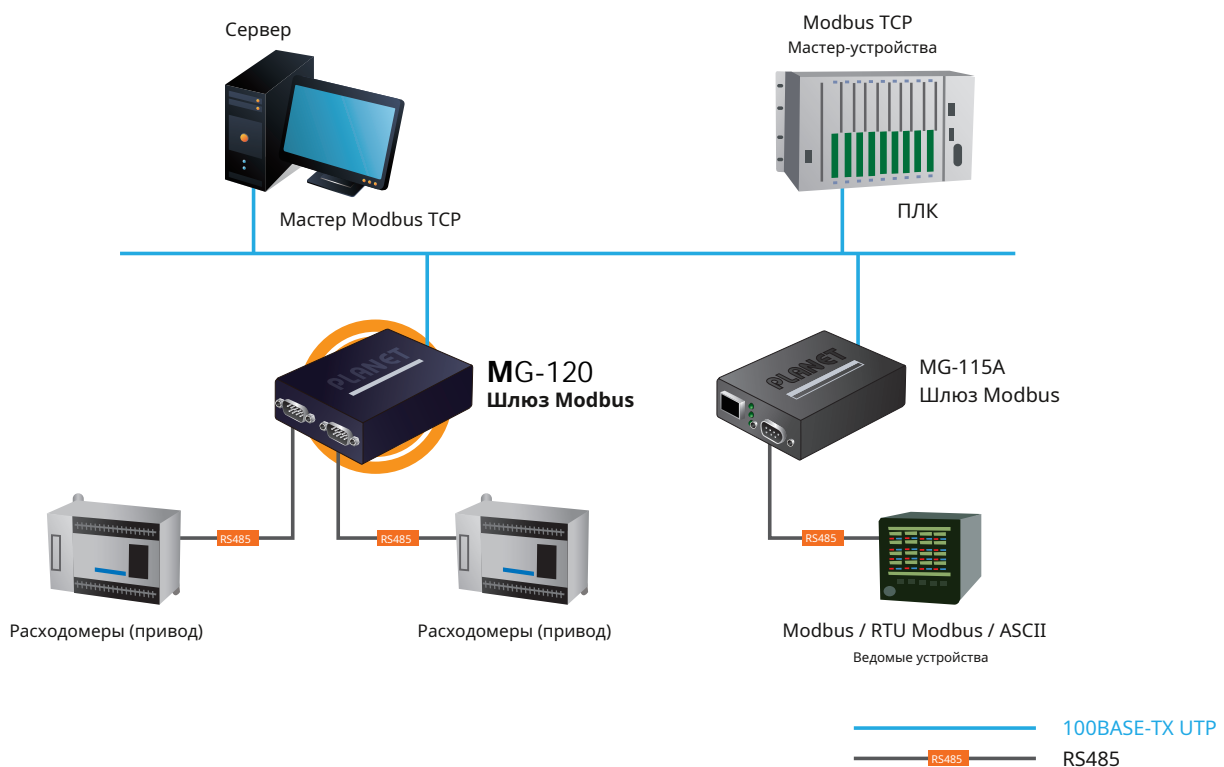 Сервер
Modbus TCP
Мастер-устройства
Мастер Modbus TCP
ПЛК
PLANET
MG-120
Шлюз Modbus
PLANET
MG-115A
Шлюз Modbus
RS485
RS485
RS485
Расходомеры (привод)
Расходомеры (привод)
Modbus / RTU Modbus / ASCII
Ведомые устройства
100BASE-TX UTP
RS485
RS485